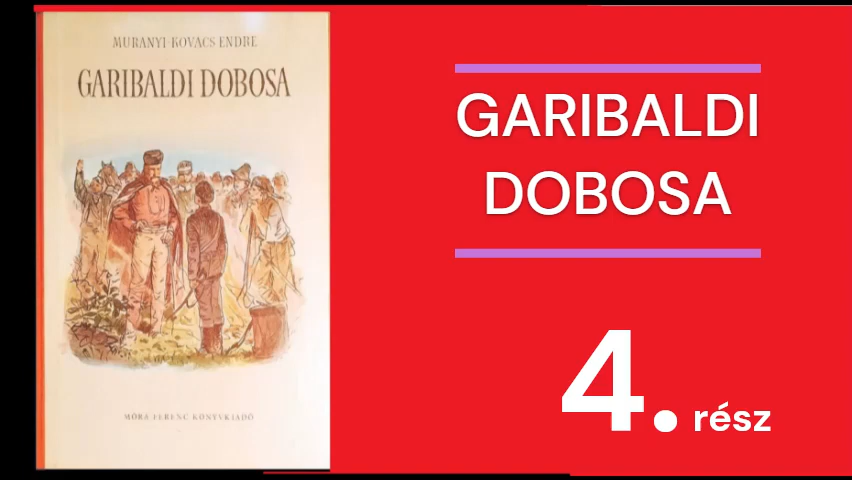 MURÁNYI-KOVÁCS ENDRE
GARIBALDI DOBOSA
MÓRA FERENC KÖNYVKIADÓ
GARIBALDI
DOBOSA
4. rész